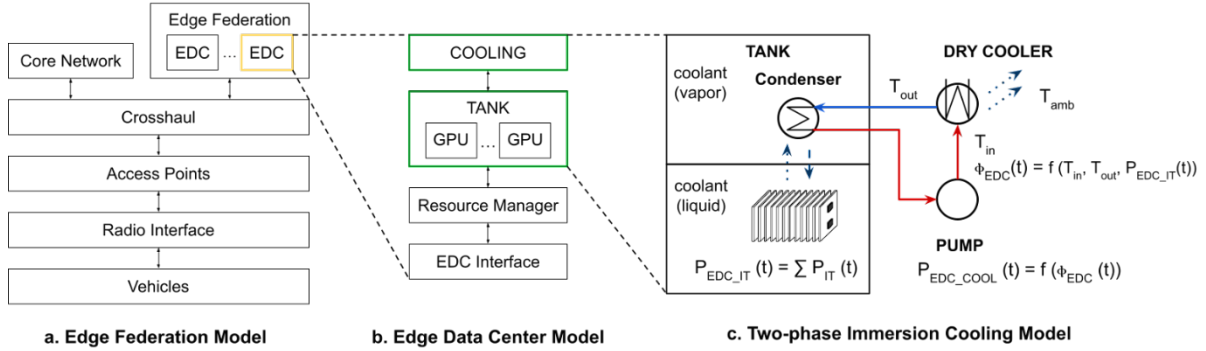 Edge Federation
EDC ... EDC
Core Network
Crosshaul
Access Points
Radio Interface
Vehicles
a. Edge Federation Model
COOLING
TANK
GPU ... GPU
Resource Manager
EDC Interface
b. Edge Data Center Model
TANK
DRY COOLER
coolant
(vapor)
Condenser
T_out
T_amb
T_in
Φ_EDC(t) = f (T_in, T_out, P_EDC_IT(t))
coolant
(liquid)
PUMP
P_EDC_IT (t) = ∑ P_IT (t)
P_EDC_COOL (t) = f (Φ_EDC (t))
c. Two-phase Immersion Cooling Model